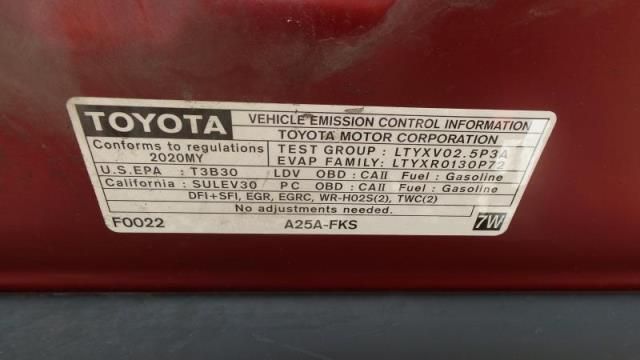 TOYOTA VEHICLE EMISSION CONTROL INFORMATION
TOYOTA MOTOR CORPORATION
Conforms to regulations
2020MY
TEST GROUP : LTYXV02.5P3A
EVAP FAMILY: LTYXR0130P72
U.S.EPA : T3B30 LDV OBD : CAII Fuel : Gasoline
California : SULEV30 PC OBD : CAII Fuel : Gasoline
DFI+SFI, EGR, EGRC, WR-HO2S(2), TWC(2)
No adjustments needed.
F0022 A25A-FKS 7W